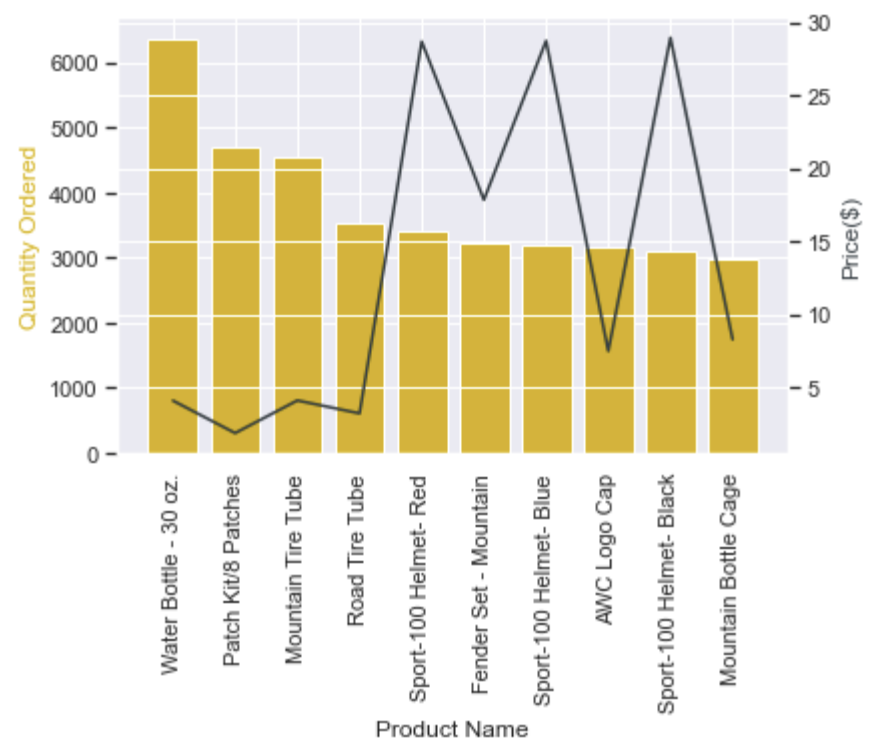 Quantity Ordered
6000
5000
4000
3000
2000
1000
0
30
25
20
15
10
5
Price($)
Water Bottle - 30 oz.
Patch Kit/8 Patches
Mountain Tire Tube
Road Tire Tube
Sport-100 Helmet- Red
Fender Set - Mountain
Sport-100 Helmet- Blue
AWC Logo Cap
Sport-100 Helmet- Black
Mountain Bottle Cage
Product Name